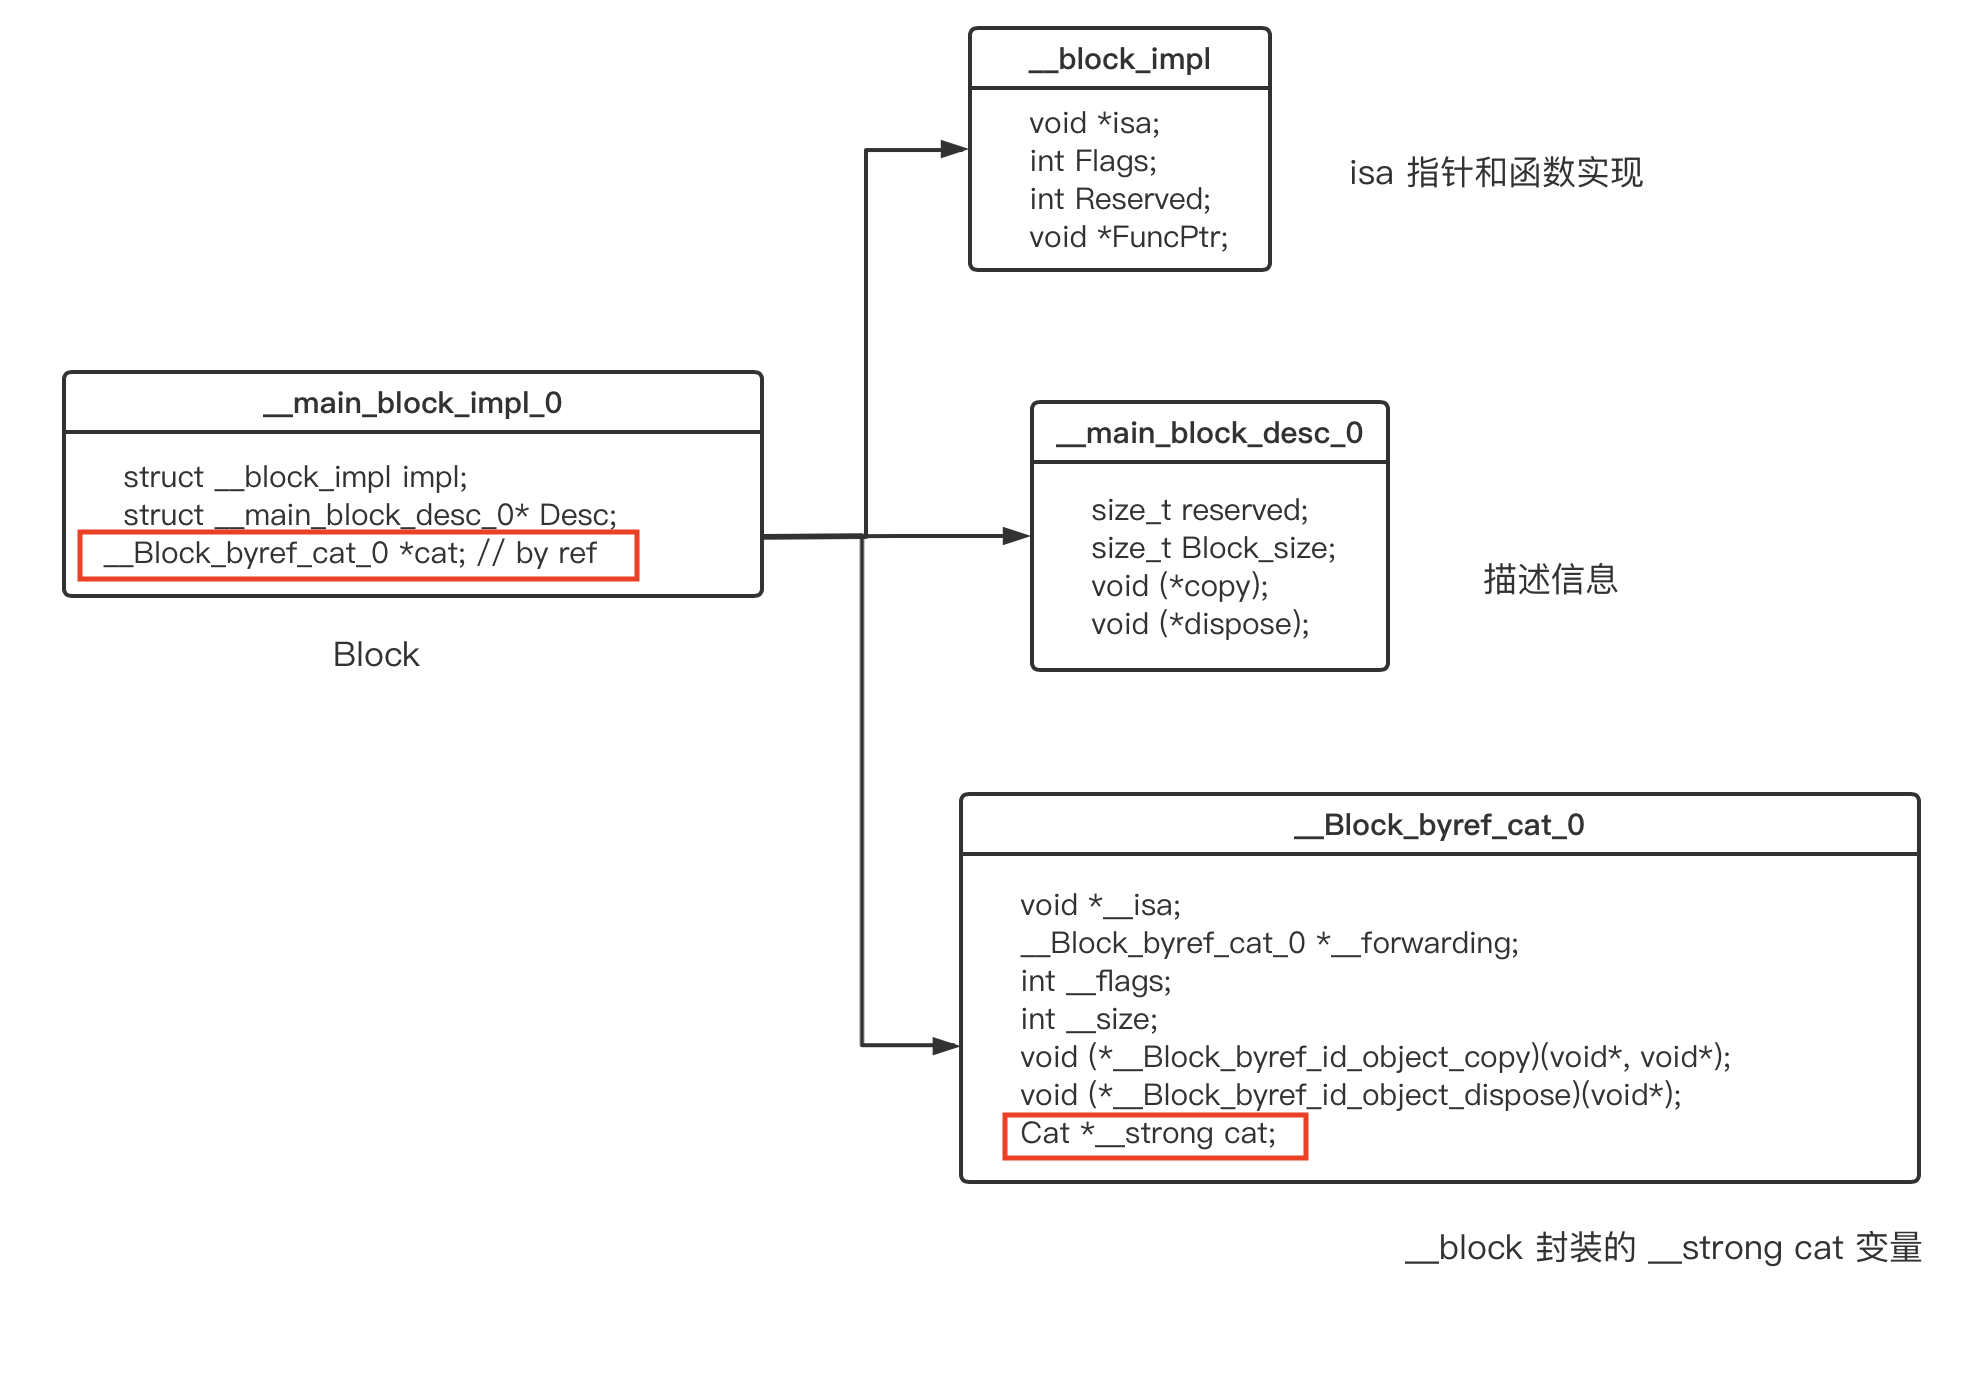 __block_impl
void *isa;
int Flags;
int Reserved;
void *FuncPtr;
isa 指针和函数实现
__main_block_impl_0
struct __block_impl impl;
struct __main_block_desc_0* Desc;
__Block_byref_cat_0 *cat; // by ref
Block
__main_block_desc_0
size_t reserved;
size_t Block_size;
void (*copy);
void (*dispose);
描述信息
__Block_byref_cat_0
void *__isa;
__Block_byref_cat_0 *__forwarding;
int __flags;
int __size;
void (*__Block_byref_id_object_copy)(void*, void*);
void (*__Block_byref_id_object_dispose)(void*);
Cat *__strong cat;
__block 封装的 __strong cat 变量